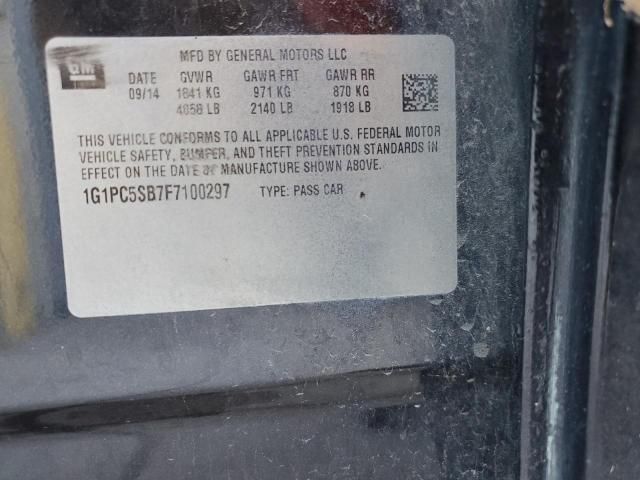 GM
MFD BY GENERAL MOTORS LLC
DATE GVWR GAWR FRT GAWR RR
09/14 1841 KG 971 KG 870 KG
4058 LB 2140 LB 1918 LB
THIS VEHICLE CONFORMS TO ALL APPLICABLE U.S. FEDERAL MOTOR
VEHICLE SAFETY, BUMPER, AND THEFT PREVENTION STANDARDS IN
EFFECT ON THE DATE OF MANUFACTURE SHOWN ABOVE.
1G1PC5SB7F7100297 TYPE: PASS CAR